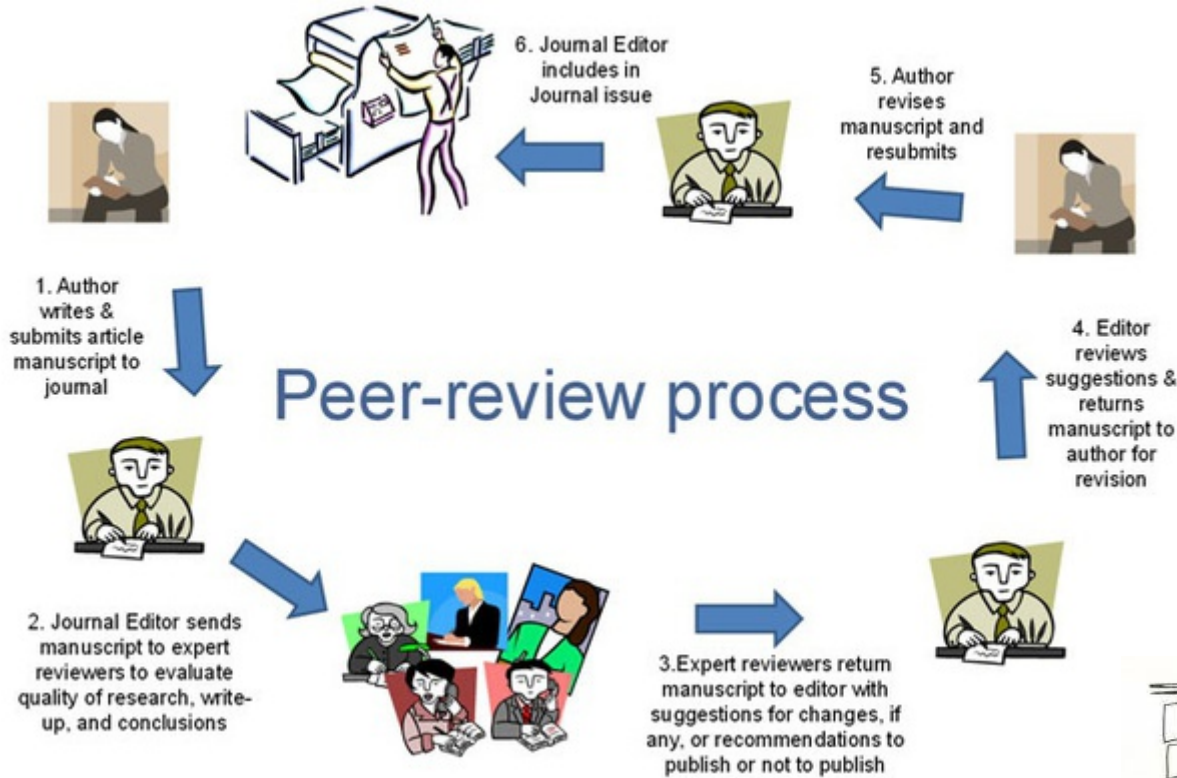 Peer-review process
1. Author
writes &
submits article
manuscript to
journal
2. Journal Editor sends
manuscript to expert
reviewers to evaluate
quality of research, write-
up, and conclusions
3.Expert reviewers return
manuscript to editor with
suggestions for changes, if
any, or recommendations to
publish or not to publish
4. Editor
reviews
suggestions &
returns
manuscript to
author for
revision
5. Author
revises
manuscript and
resubmits
6. Journal Editor
includes in
Journal issue